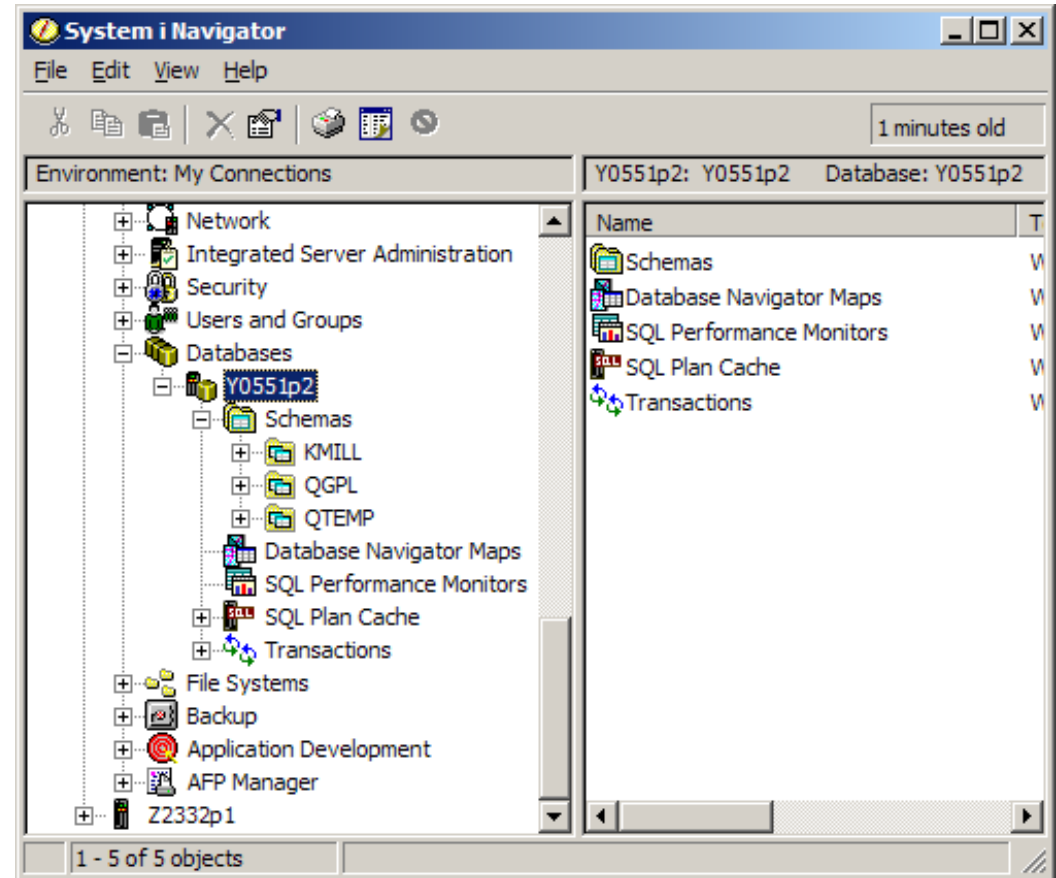 System i Navigator
File Edit View Help
1 minutes old
Environment: My Connections
Y0551p2: Y0551p2 Database: Y0551p2
Network
Integrated Server Administration
Security
Users and Groups
Databases
Y0551p2
Schemas
KMILL
QGPL
QTEMP
Database Navigator Maps
SQL Performance Monitors
SQL Plan Cache
Transactions
File Systems
Backup
Application Development
AFP Manager
Z2332p1
Name
Schemas
Database Navigator Maps
SQL Performance Monitors
SQL Plan Cache
Transactions
1 - 5 of 5 objects